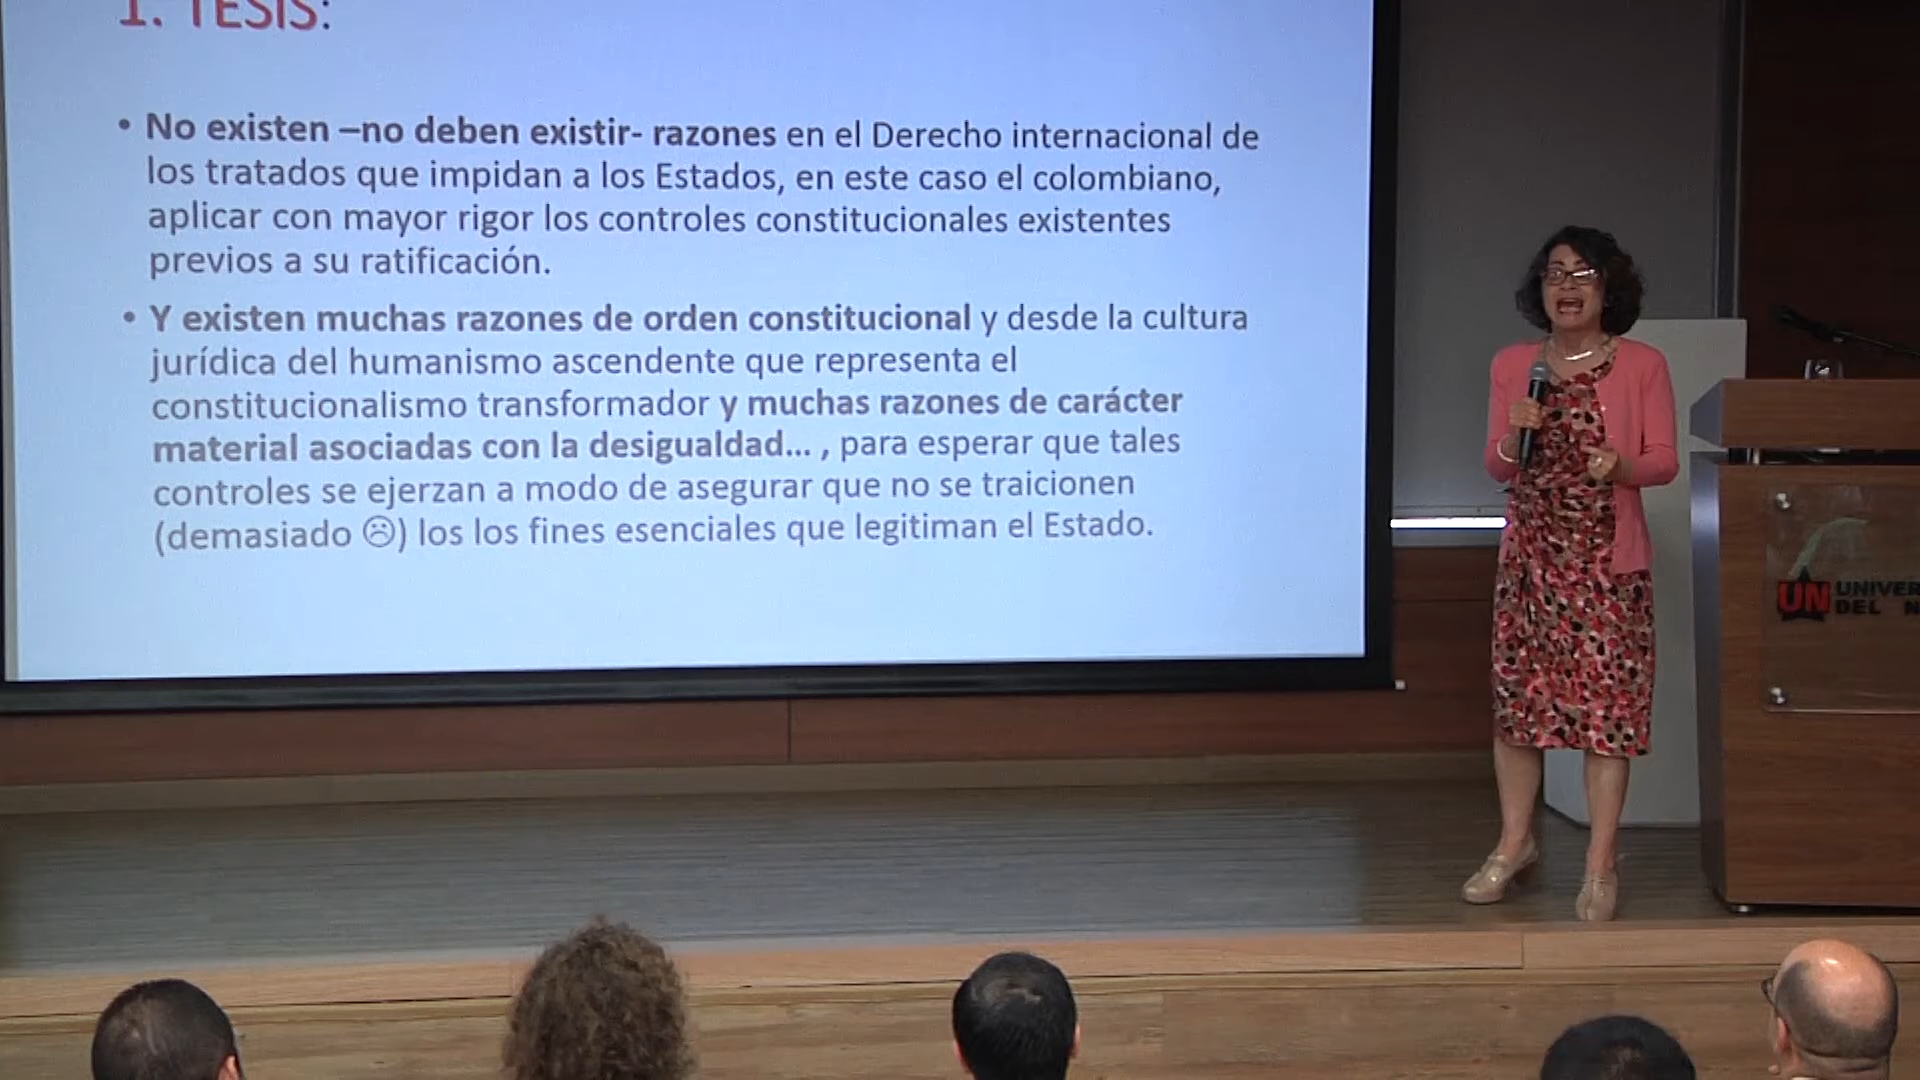 1. TESIS:
• No existen –no deben existir- razones en el Derecho internacional de
los tratados que impidan a los Estados, en este caso el colombiano,
aplicar con mayor rigor los controles constitucionales existentes
previos a su ratificación.
• Y existen muchas razones de orden constitucional y desde la cultura
jurídica del humanismo ascendente que representa el
constitucionalismo transformador y muchas razones de carácter
material asociadas con la desigualdad... , para esperar que tales
controles se ejerzan a modo de asegurar que no se traicionen
(demasiado ☹) los los fines esenciales que legitiman el Estado.
UN UNIVER
DEL N